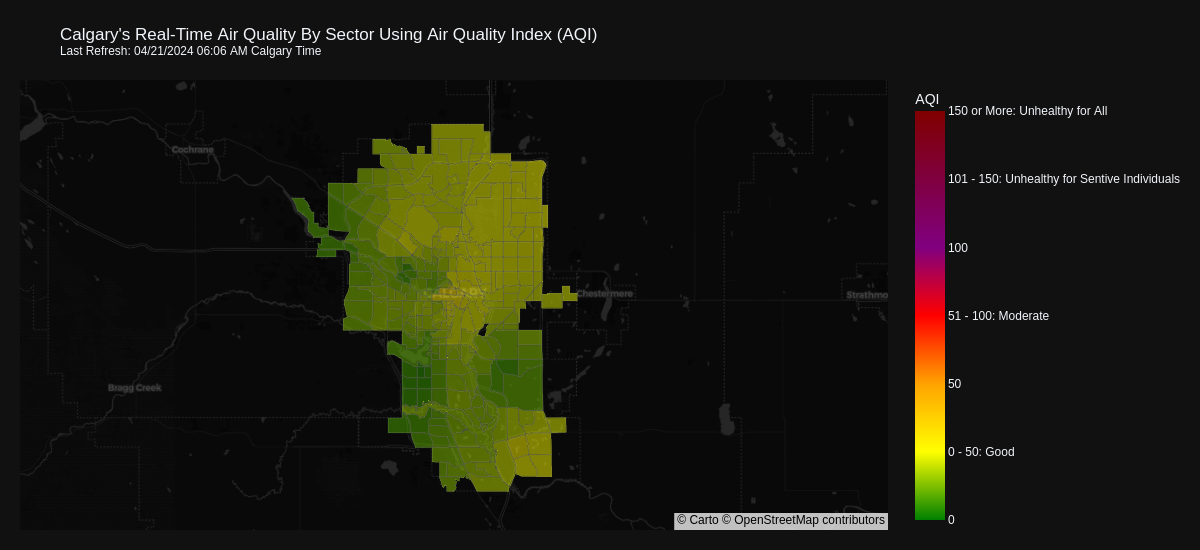 Calgary's Real-Time Air Quality By Sector Using Air Quality Index (AQI)
Last Refresh: 04/21/2024 06:06 AM Calgary Time
AQI
150 or More: Unhealthy for All
Cochrane
101 - 150: Unhealthy for Sentive Individuals
100
Chestermere
Strathmo
51 - 100: Moderate
50
Bragg Creek
0 - 50: Good
© Carto © OpenStreetMap contributors
0